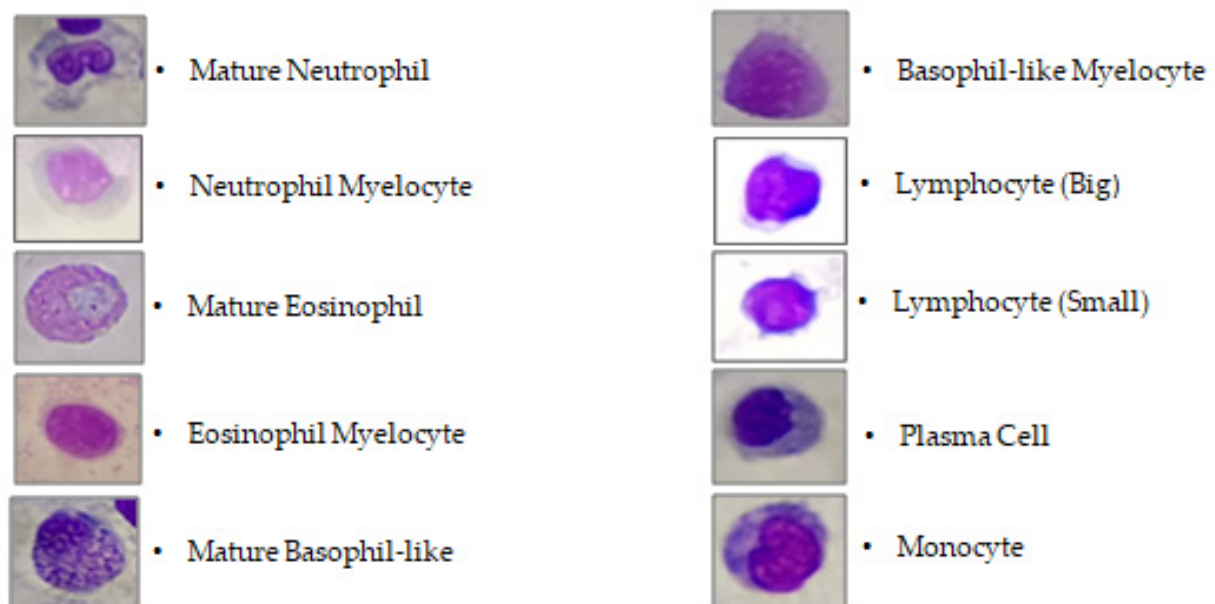 • Mature Neutrophil
• Neutrophil Myelocyte
• Mature Eosinophil
• Eosinophil Myelocyte
• Mature Basophil-like
• Basophil-like Myelocyte
• Lymphocyte (Big)
• Lymphocyte (Small)
• Plasma Cell
• Monocyte